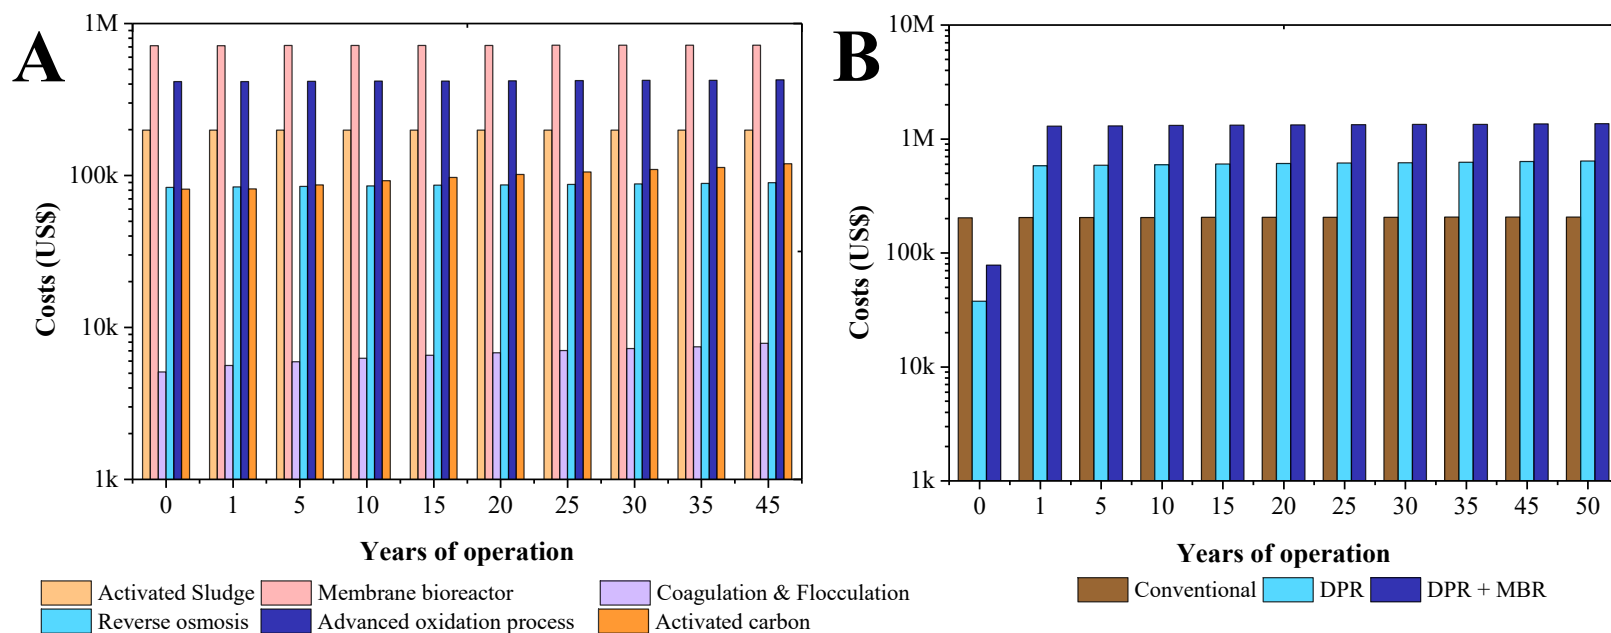 A
1M
100k
10k
1k
Costs (US$)
0 1 5 10 15 20 25 30 35 45
Years of operation
Activated Sludge Membrane bioreactor Coagulation & Flocculation
Reverse osmosis Advanced oxidation process Activated carbon
B
10M
1M
100k
10k
1k
Costs (US$)
0 1 5 10 15 20 25 30 35 45 50
Years of operation
Conventional DPR DPR + MBR